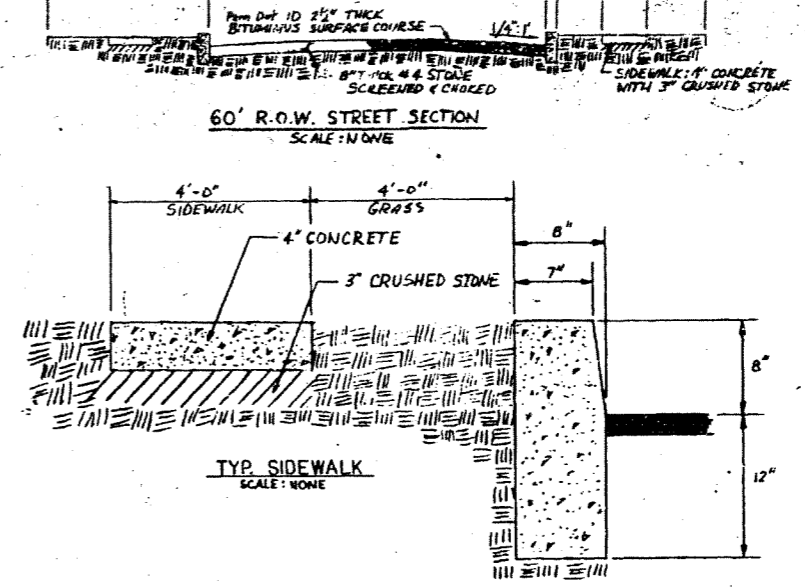 Penn Dot ID 2½" THICK
BITUMINUS SURFACE COURSE
1/4":1'
8" THICK #4 STONE
SCREENED & CHOKED
SIDEWALK: 4" CONCRETE
WITH 3" CRUSHED STONE
60' R.O.W. STREET SECTION
SCALE: NONE
4'-0"
SIDEWALK
4'-0"
GRASS
8"
4" CONCRETE
7"
3" CRUSHED STONE
8"
12"
TYP. SIDEWALK
SCALE: NONE